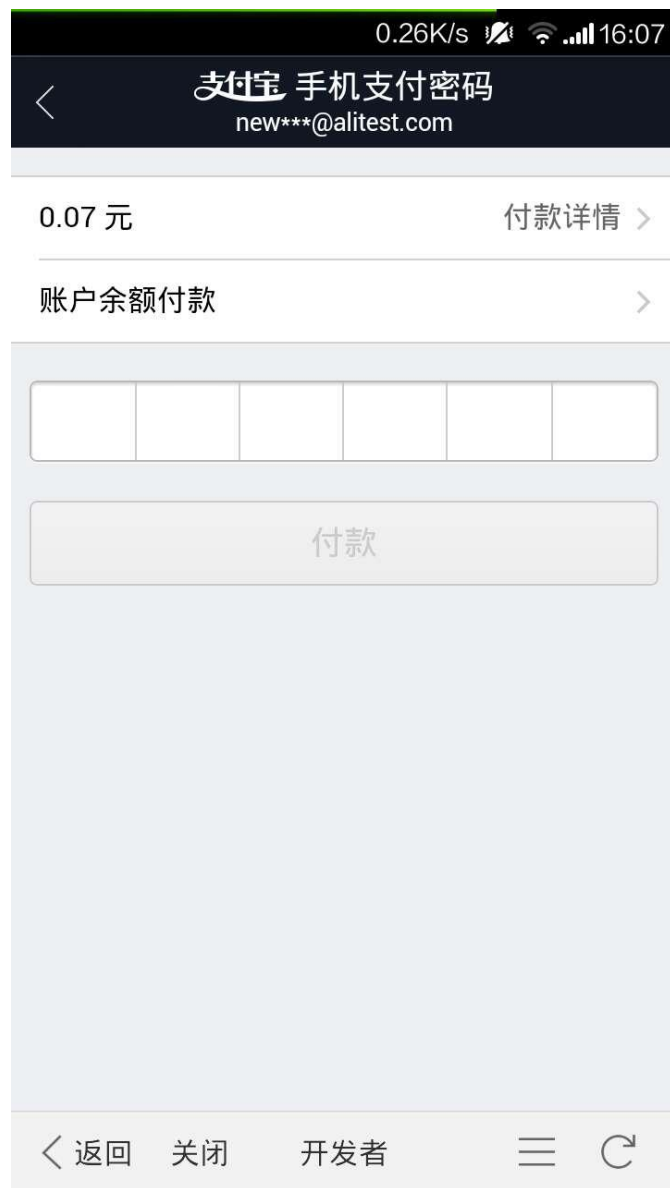 0.26K/s 16:07
支付宝 手机支付密码
new***@alitest.com
0.07 元 付款详情
账户余额付款
付款
返回 关闭 开发者